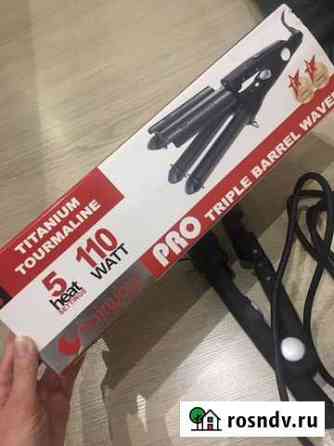 TITANIUM
TOURMALINE
5
heat
SETTINGS
110
WATT
PRO
TRIPLE BARREL WAVER
rosndv.ru